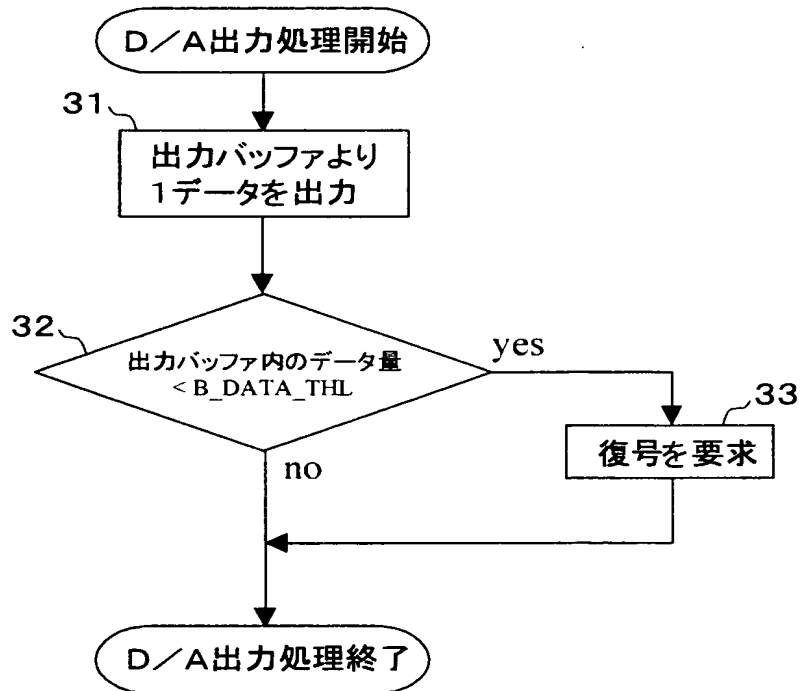 D/A出力処理開始
31
出力バッファより
1データを出力
32
出力バッファ内のデータ量
< B_DATA_THL
yes
33
復号を要求
no
D/A出力処理終了